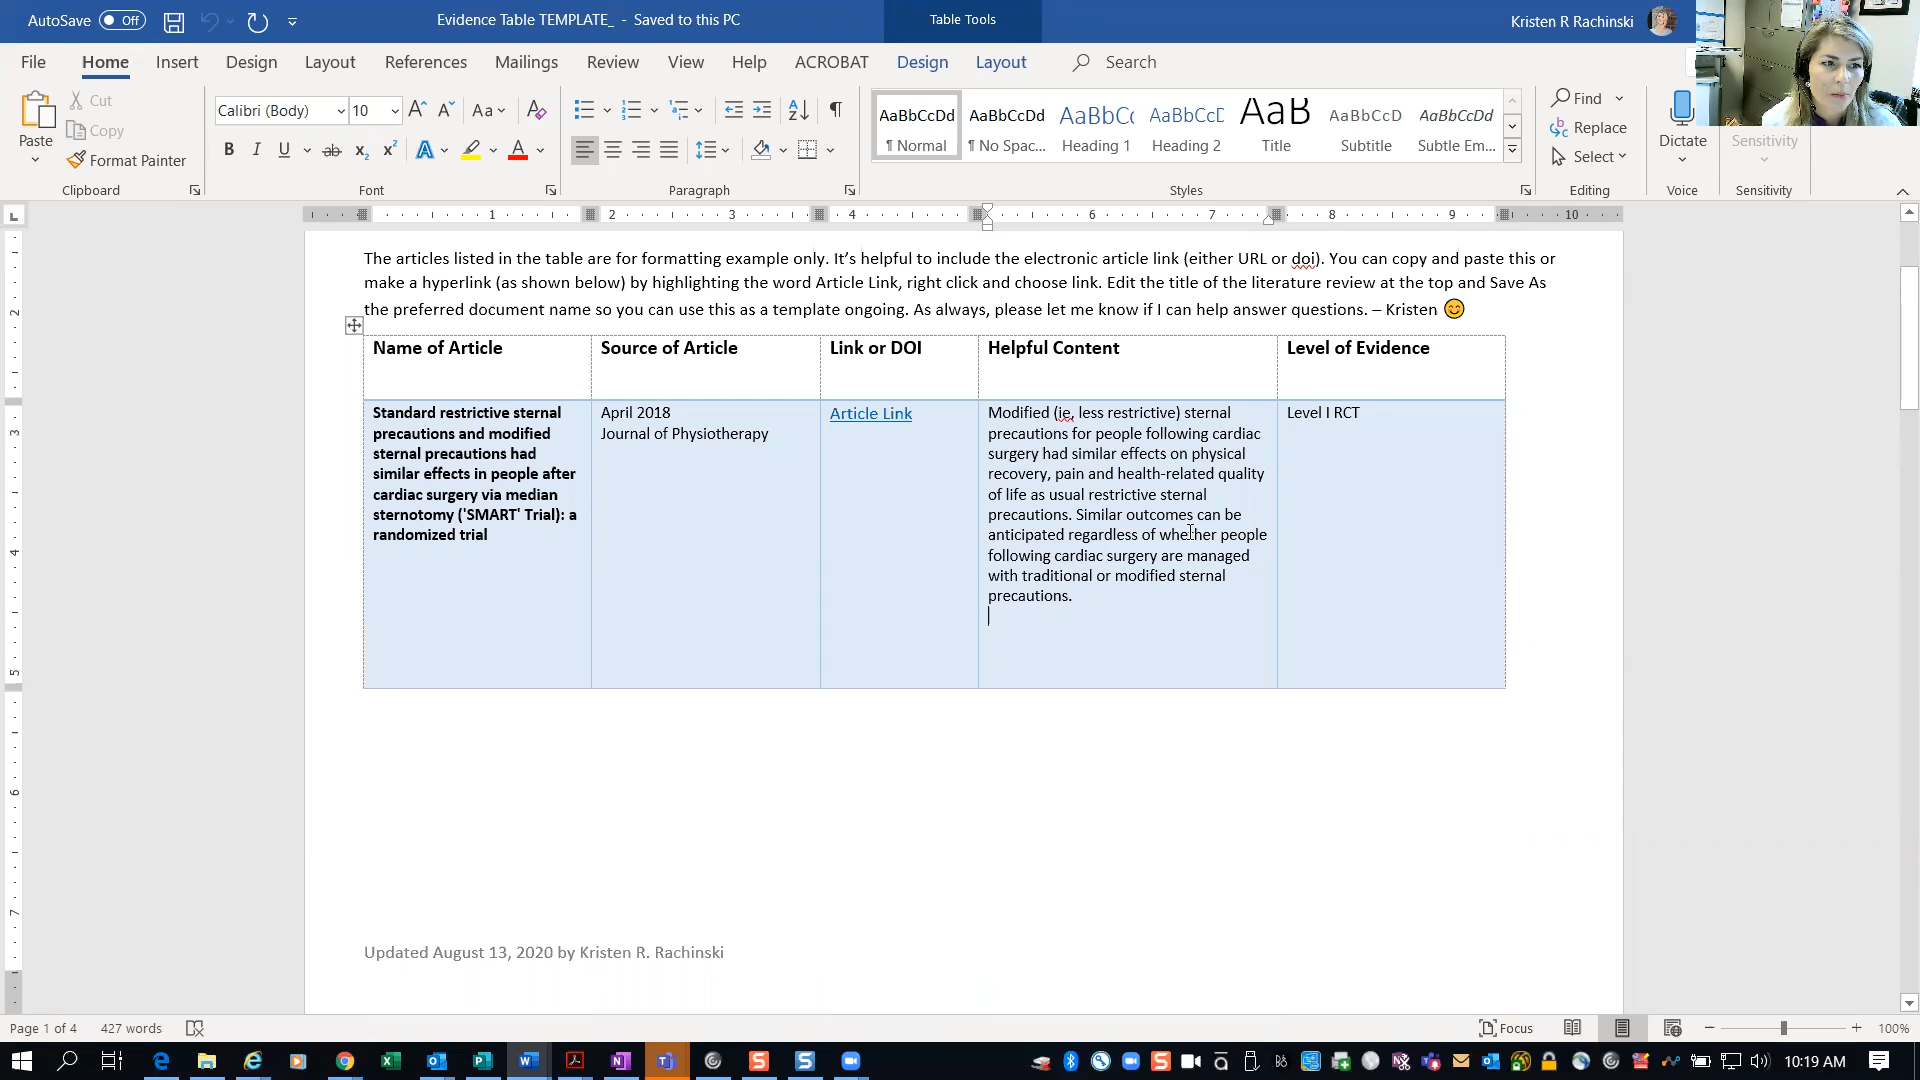 AutoSave Off Evidence Table TEMPLATE_ - Saved to this PC Table Tools Kristen R Rachinski
File Home Insert Design Layout References Mailings Review View Help ACROBAT Design Layout Search
Paste
Cut
Copy
Format Painter
Clipboard
Calibri (Body) 10
Font
Paragraph
AaBbCcDd AaBbCcDd AaBbCc AaBbCcD AaB AaBbCcD AaBbCcDd
¶ Normal ¶ No Spac... Heading 1 Heading 2 Title Subtitle Subtle Em...
Styles
Find
Replace
Select
Editing
Dictate
Voice
Sensitivity
Sensitivity
1 2 3 4 6 7 8 9 10
The articles listed in the table are for formatting example only. It's helpful to include the electronic article link (either URL or doi). You can copy and paste this or
make a hyperlink (as shown below) by highlighting the word Article Link, right click and choose link. Edit the title of the literature review at the top and Save As
the preferred document name so you can use this as a template ongoing. As always, please let me know if I can help answer questions. – Kristen 😊
Name of Article Source of Article Link or DOI Helpful Content Level of Evidence
Standard restrictive sternal
precautions and modified
sternal precautions had
similar effects in people after
cardiac surgery via median
sternotomy ('SMART' Trial): a
randomized trial
April 2018
Journal of Physiotherapy
Article Link
Modified (ie, less restrictive) sternal
precautions for people following cardiac
surgery had similar effects on physical
recovery, pain and health-related quality
of life as usual restrictive sternal
precautions. Similar outcomes can be
anticipated regardless of whether people
following cardiac surgery are managed
with traditional or modified sternal
precautions.
Level I RCT
Updated August 13, 2020 by Kristen R. Rachinski
Page 1 of 4 427 words Focus 100%
10:19 AM